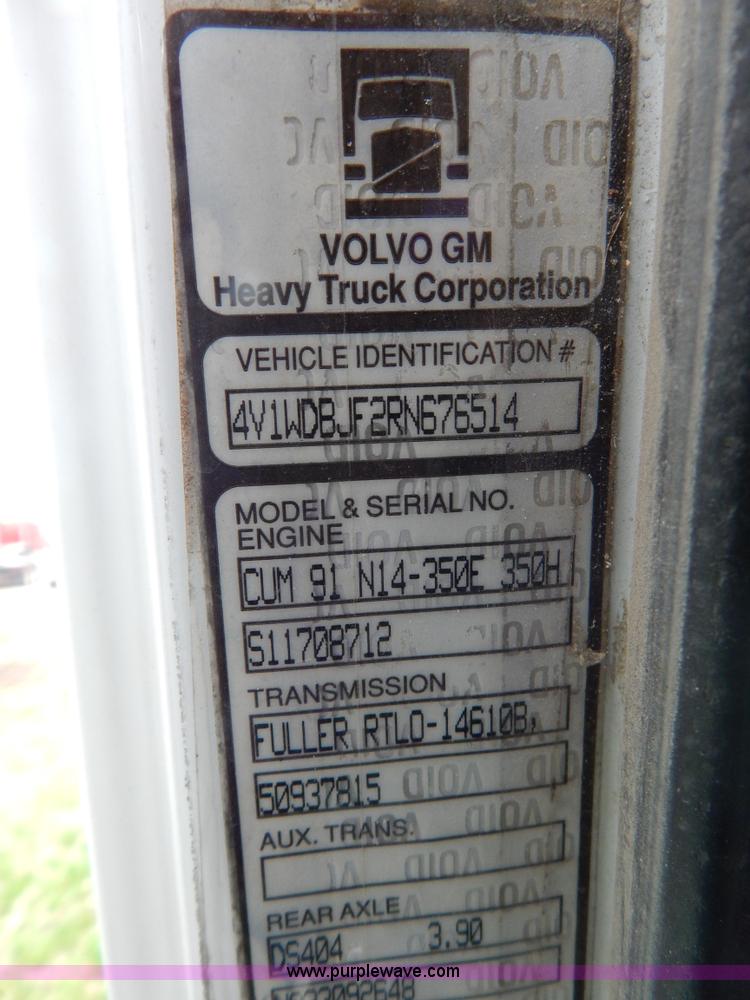 VOLVO GM
Heavy Truck Corporation
VEHICLE IDENTIFICATION #
4V1WDBJF2RN676514
MODEL & SERIAL NO.
ENGINE
CUM 91 N14-350E 350H
S11708712
TRANSMISSION
FULLER RTLO-14610B,
50937815
AUX. TRANS.
REAR AXLE
DS404 3.90
www.purplewave.com